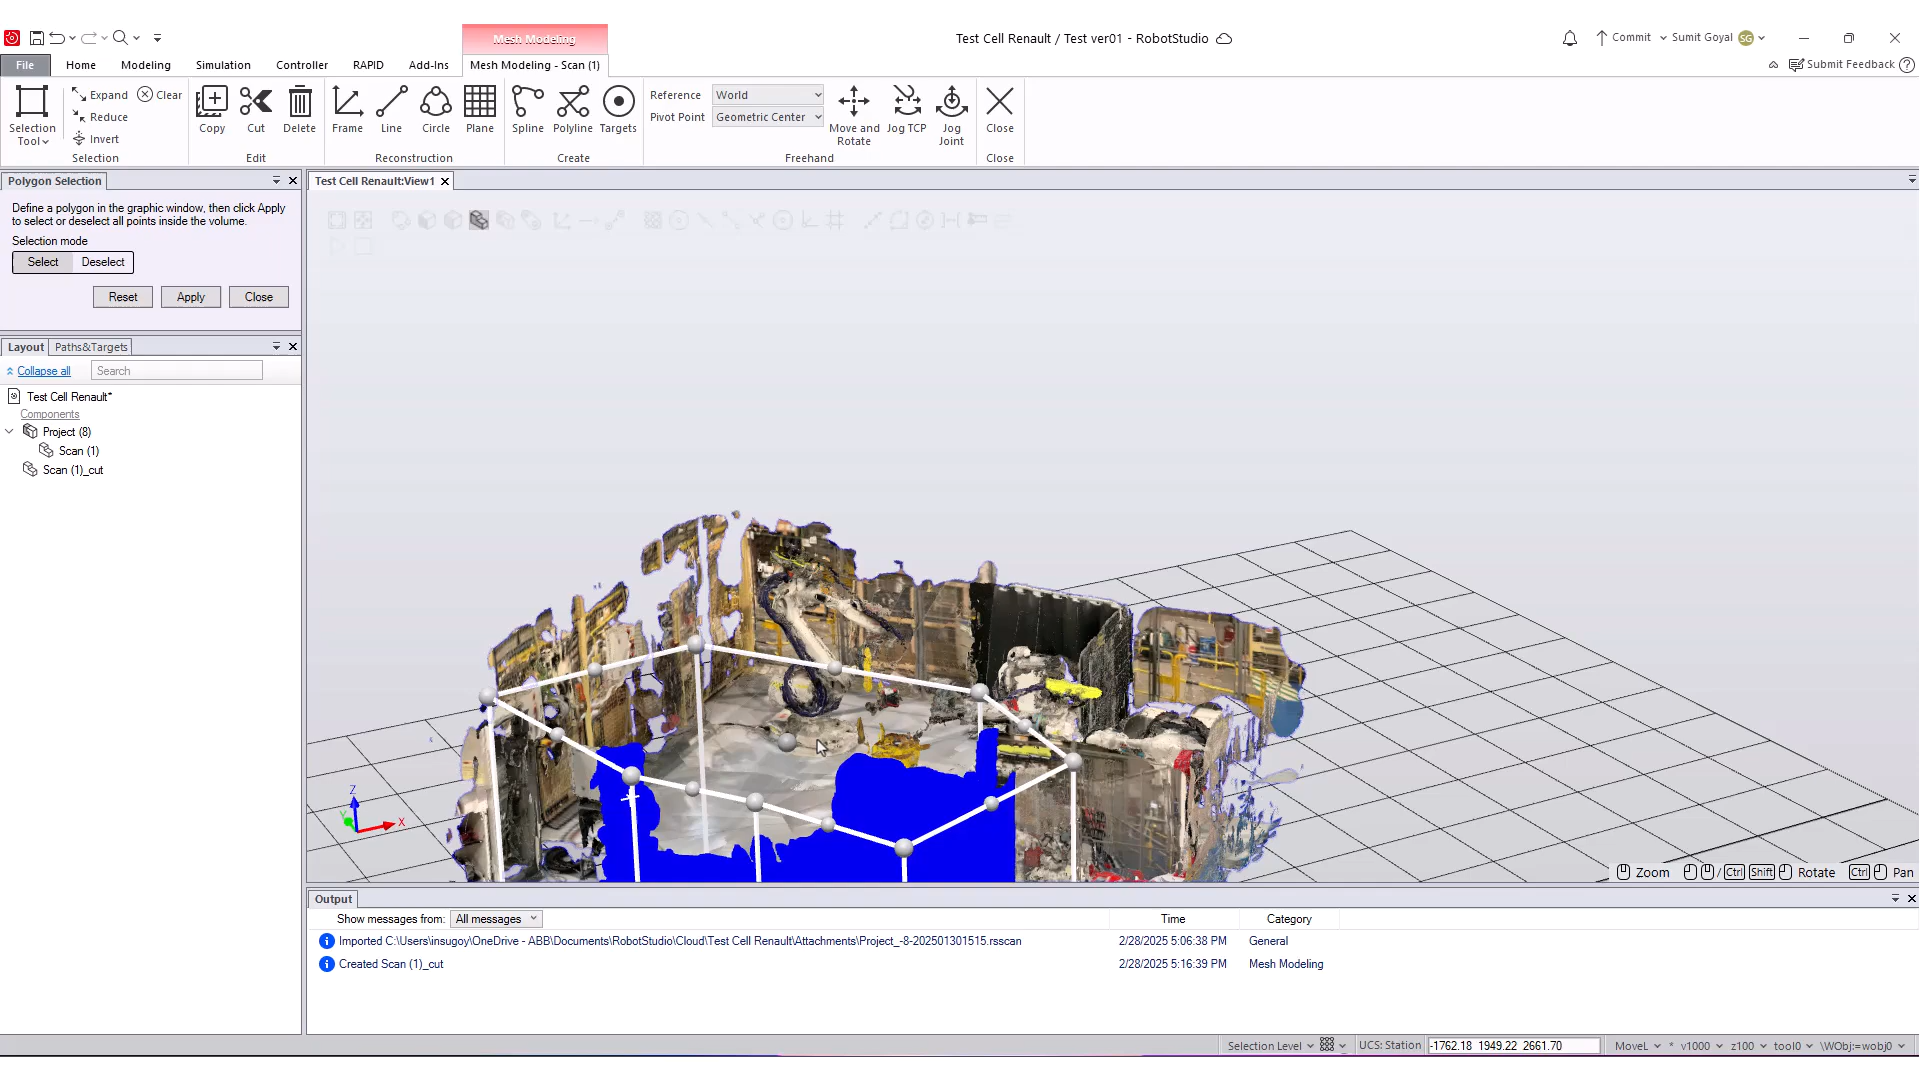 Mesh Modeling
Test Cell Renault / Test ver01 - RobotStudio
Commit
Sumit Goyal
SG
File
Home
Modeling
Simulation
Controller
RAPID
Add-Ins
Mesh Modeling - Scan (1)
Submit Feedback
Selection Tool
Expand
Clear
Reduce
Invert
Selection
Copy
Cut
Delete
Edit
Frame
Line
Circle
Plane
Reconstruction
Spline
Polyline
Targets
Create
Reference
World
Pivot Point
Geometric Center
Move and Rotate
Jog TCP
Jog Joint
Freehand
Close
Close
Polygon Selection
Define a polygon in the graphic window, then click Apply
to select or deselect all points inside the volume.
Selection mode
Select
Deselect
Reset
Apply
Close
Test Cell Renault:View1
Layout
Paths&Targets
Collapse all
Search
Test Cell Renault*
Components
Project (8)
Scan (1)
Scan (1)_cut
Z
Y
X
Zoom
/
Ctrl
Shift
Rotate
Ctrl
Pan
Output
Show messages from:
All messages
Time
Category
Imported C:\Users\insugoy\OneDrive - ABB\Documents\RobotStudio\Cloud\Test Cell Renault\Attachments\Project_-8-202501301515.rsscan
2/28/2025 5:06:38 PM
General
Created Scan (1)_cut
2/28/2025 5:16:39 PM
Mesh Modeling
Selection Level
UCS: Station
-1762.18 1949.22 2661.70
MoveL
* v1000
z100
tool0
\WObj:=wobj0